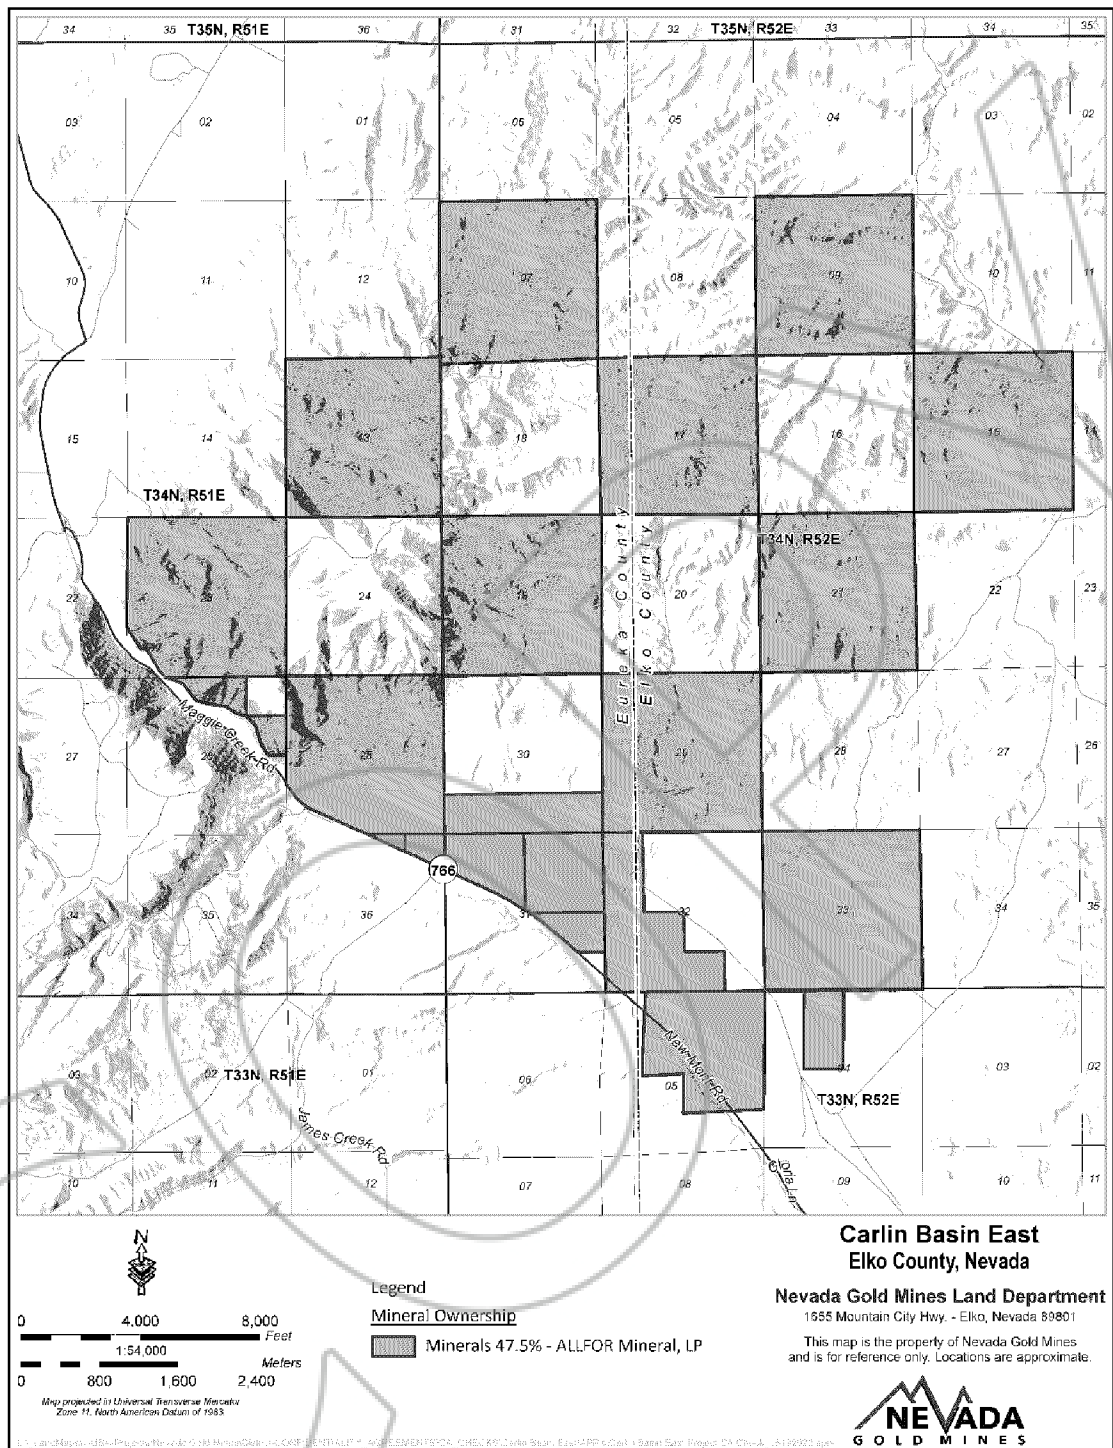 34 35 T35N, R51E 31 32 T35N, R52E 33 34 35
03 02 01 06 05 04 03 02
10 11 12 07 08 09 10 11
15 14 13 18 17 16 15 14
T34N, R51E
T34N, R52E
22 23 24 19 20 21 22 23
Eureka County
Elko County
Maggie Creek Rd
27 26 25 30 29 28 27 26
766
34 35 36 31 32 33 34 35
New Mont Rd
03 02 T33N, R51E 01 06 05 04 03 02
T33N, R52E
James Creek Rd
10 11 12 07 08 09 10 11
Carlin Basin East
Elko County, Nevada
Nevada Gold Mines Land Department
1655 Mountain City Hwy. - Elko, Nevada 89801
This map is the property of Nevada Gold Mines
and is for reference only. Locations are approximate.
NEVADA
GOLD MINES
N
0 4,000 8,000
Feet
1:54,000
Meters
0 800 1,600 2,400
Map projected in Universal Transverse Mercator
Zone 11, North American Datum of 1983
Legend
Mineral Ownership
Minerals 47.5% - ALLFOR Mineral, LP